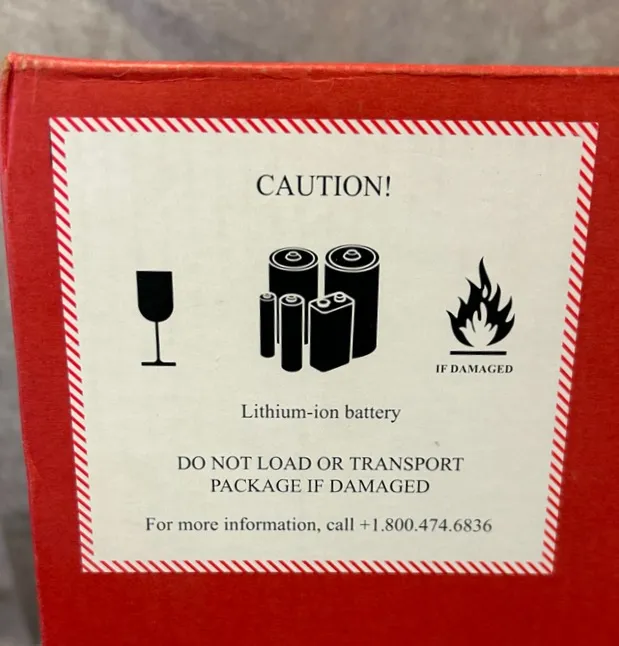 CAUTION!
IF DAMAGED
Lithium-ion battery
DO NOT LOAD OR TRANSPORT
PACKAGE IF DAMAGED
For more information, call +1.800.474.6836